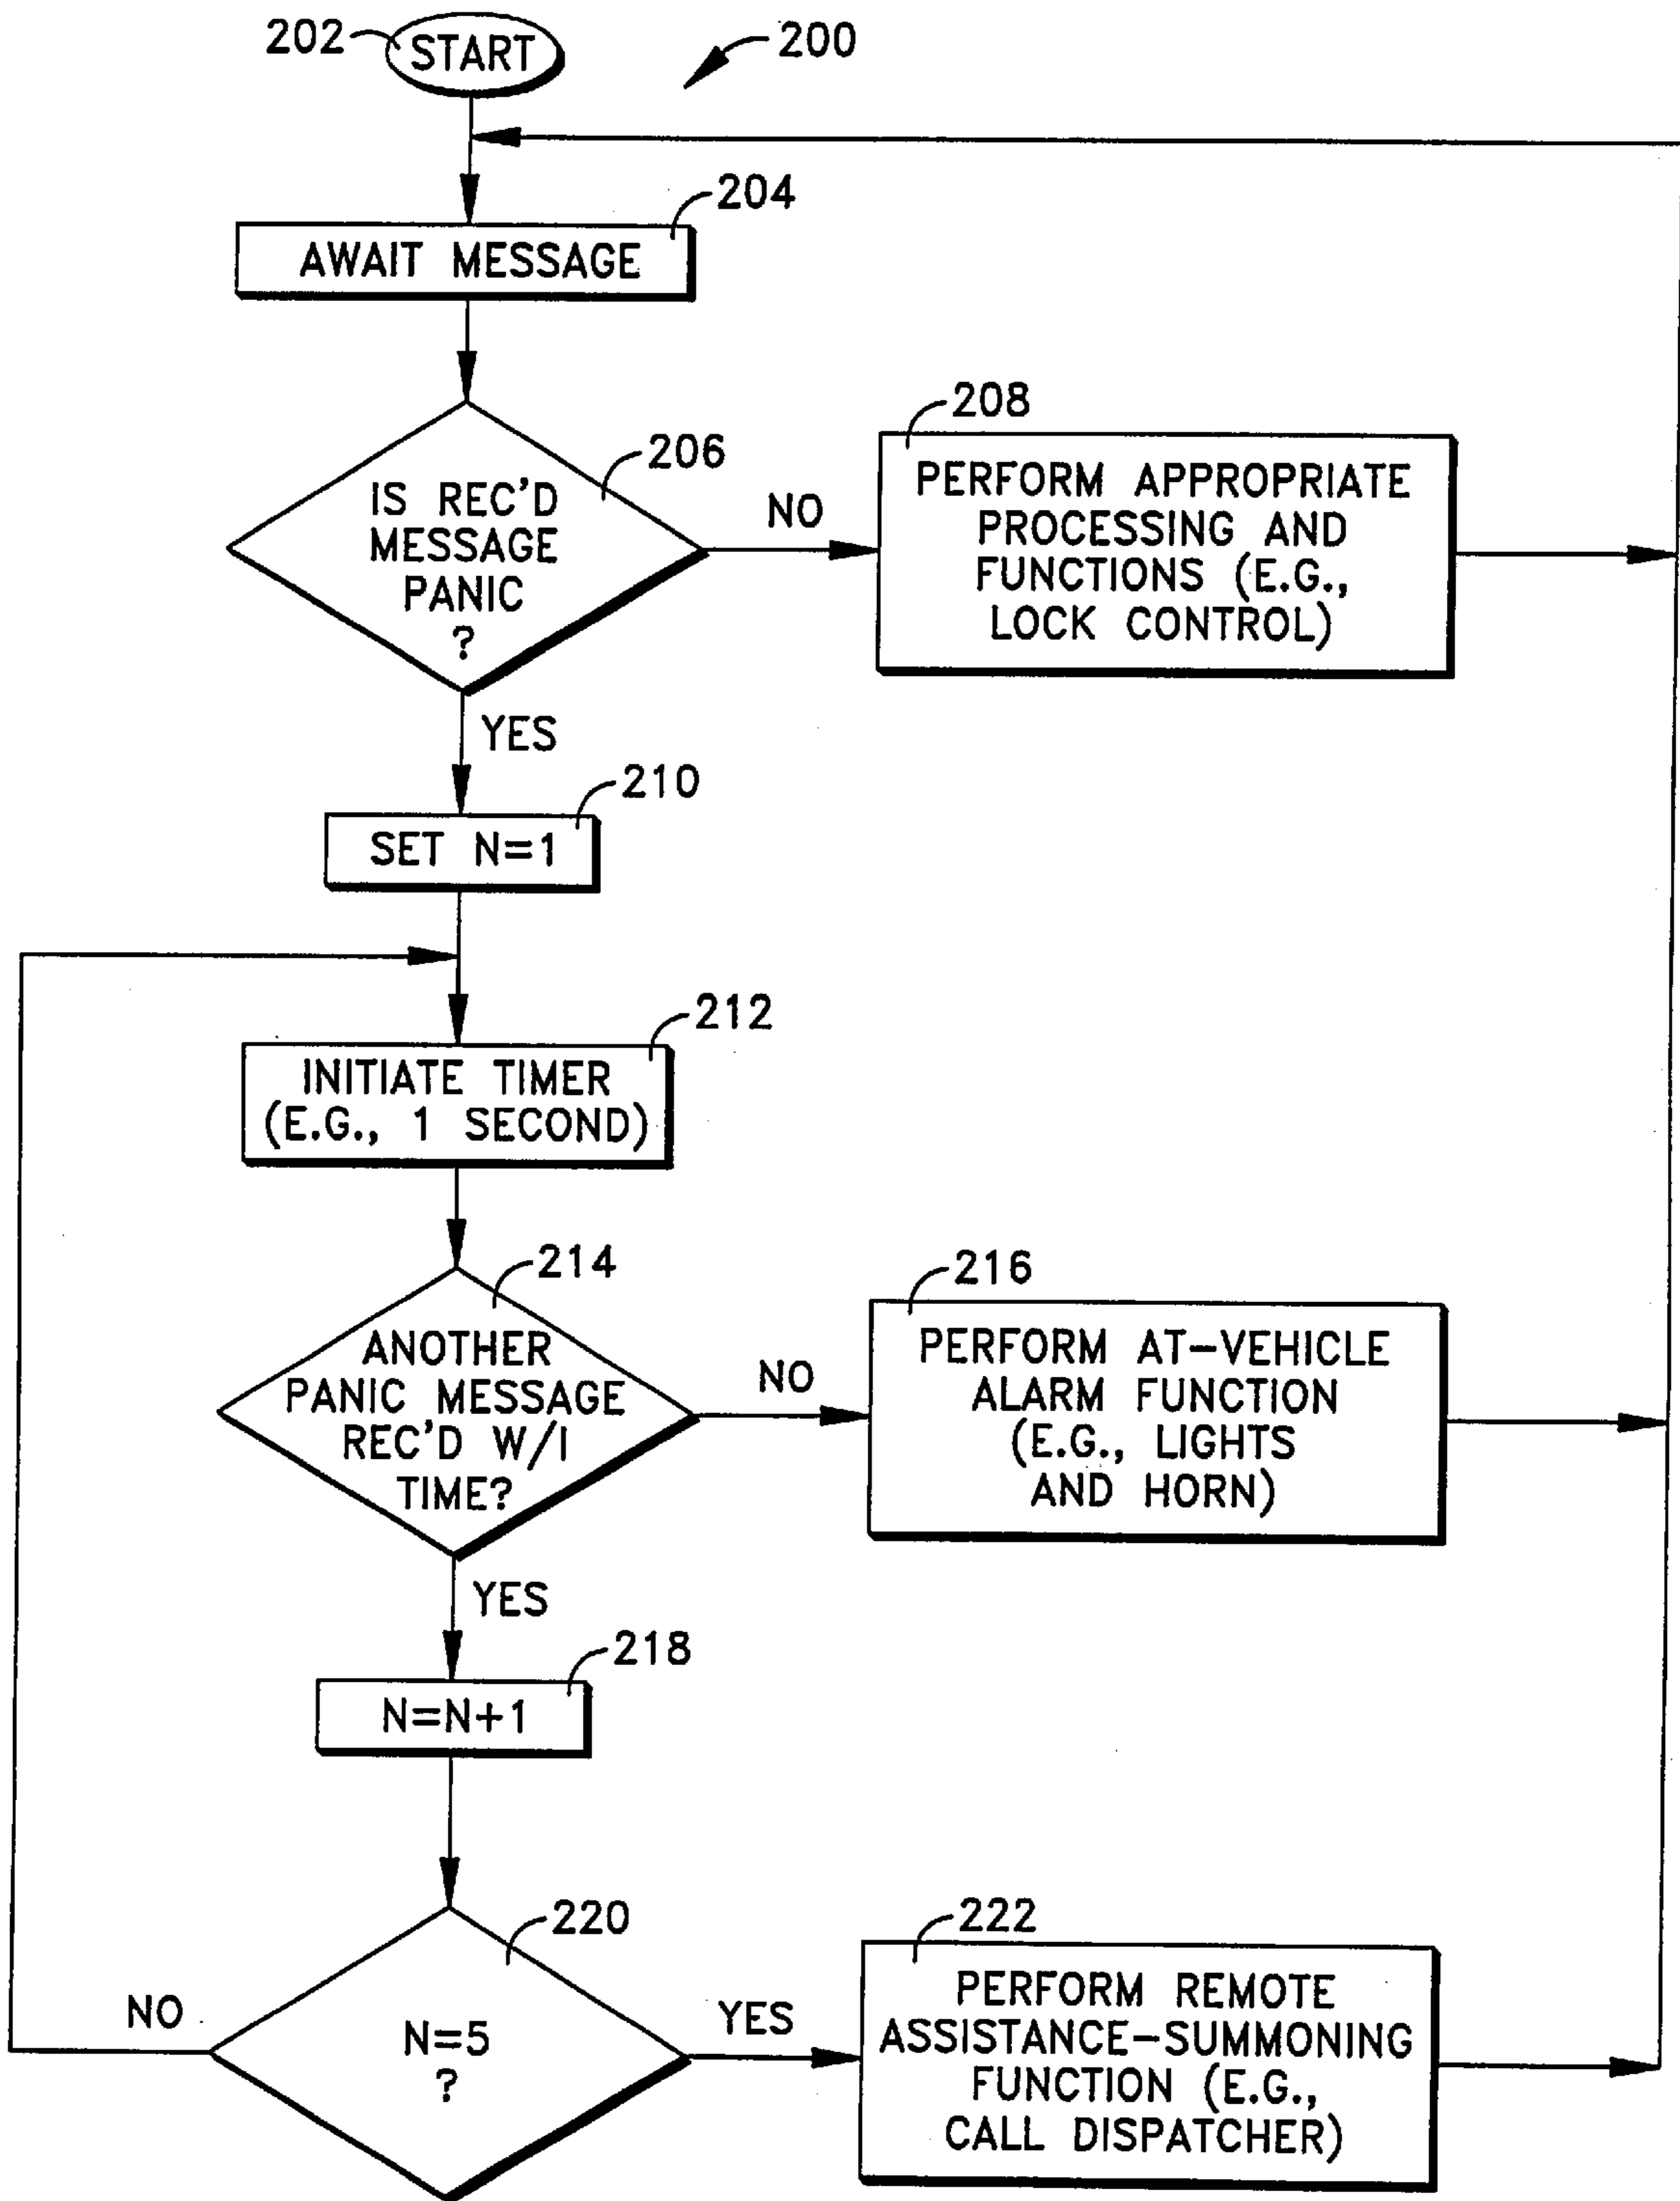 202
START
200
204
AWAIT MESSAGE
206
IS REC'D
MESSAGE
PANIC
?
NO
208
PERFORM APPROPRIATE
PROCESSING AND
FUNCTIONS (E.G.,
LOCK CONTROL)
YES
210
SET N=1
212
INITIATE TIMER
(E.G., 1 SECOND)
214
ANOTHER
PANIC MESSAGE
REC'D W/I
TIME?
NO
216
PERFORM AT-VEHICLE
ALARM FUNCTION
(E.G., LIGHTS
AND HORN)
YES
218
N=N+1
220
N=5
?
NO
YES
222
PERFORM REMOTE
ASSISTANCE-SUMMONING
FUNCTION (E.G.,
CALL DISPATCHER)